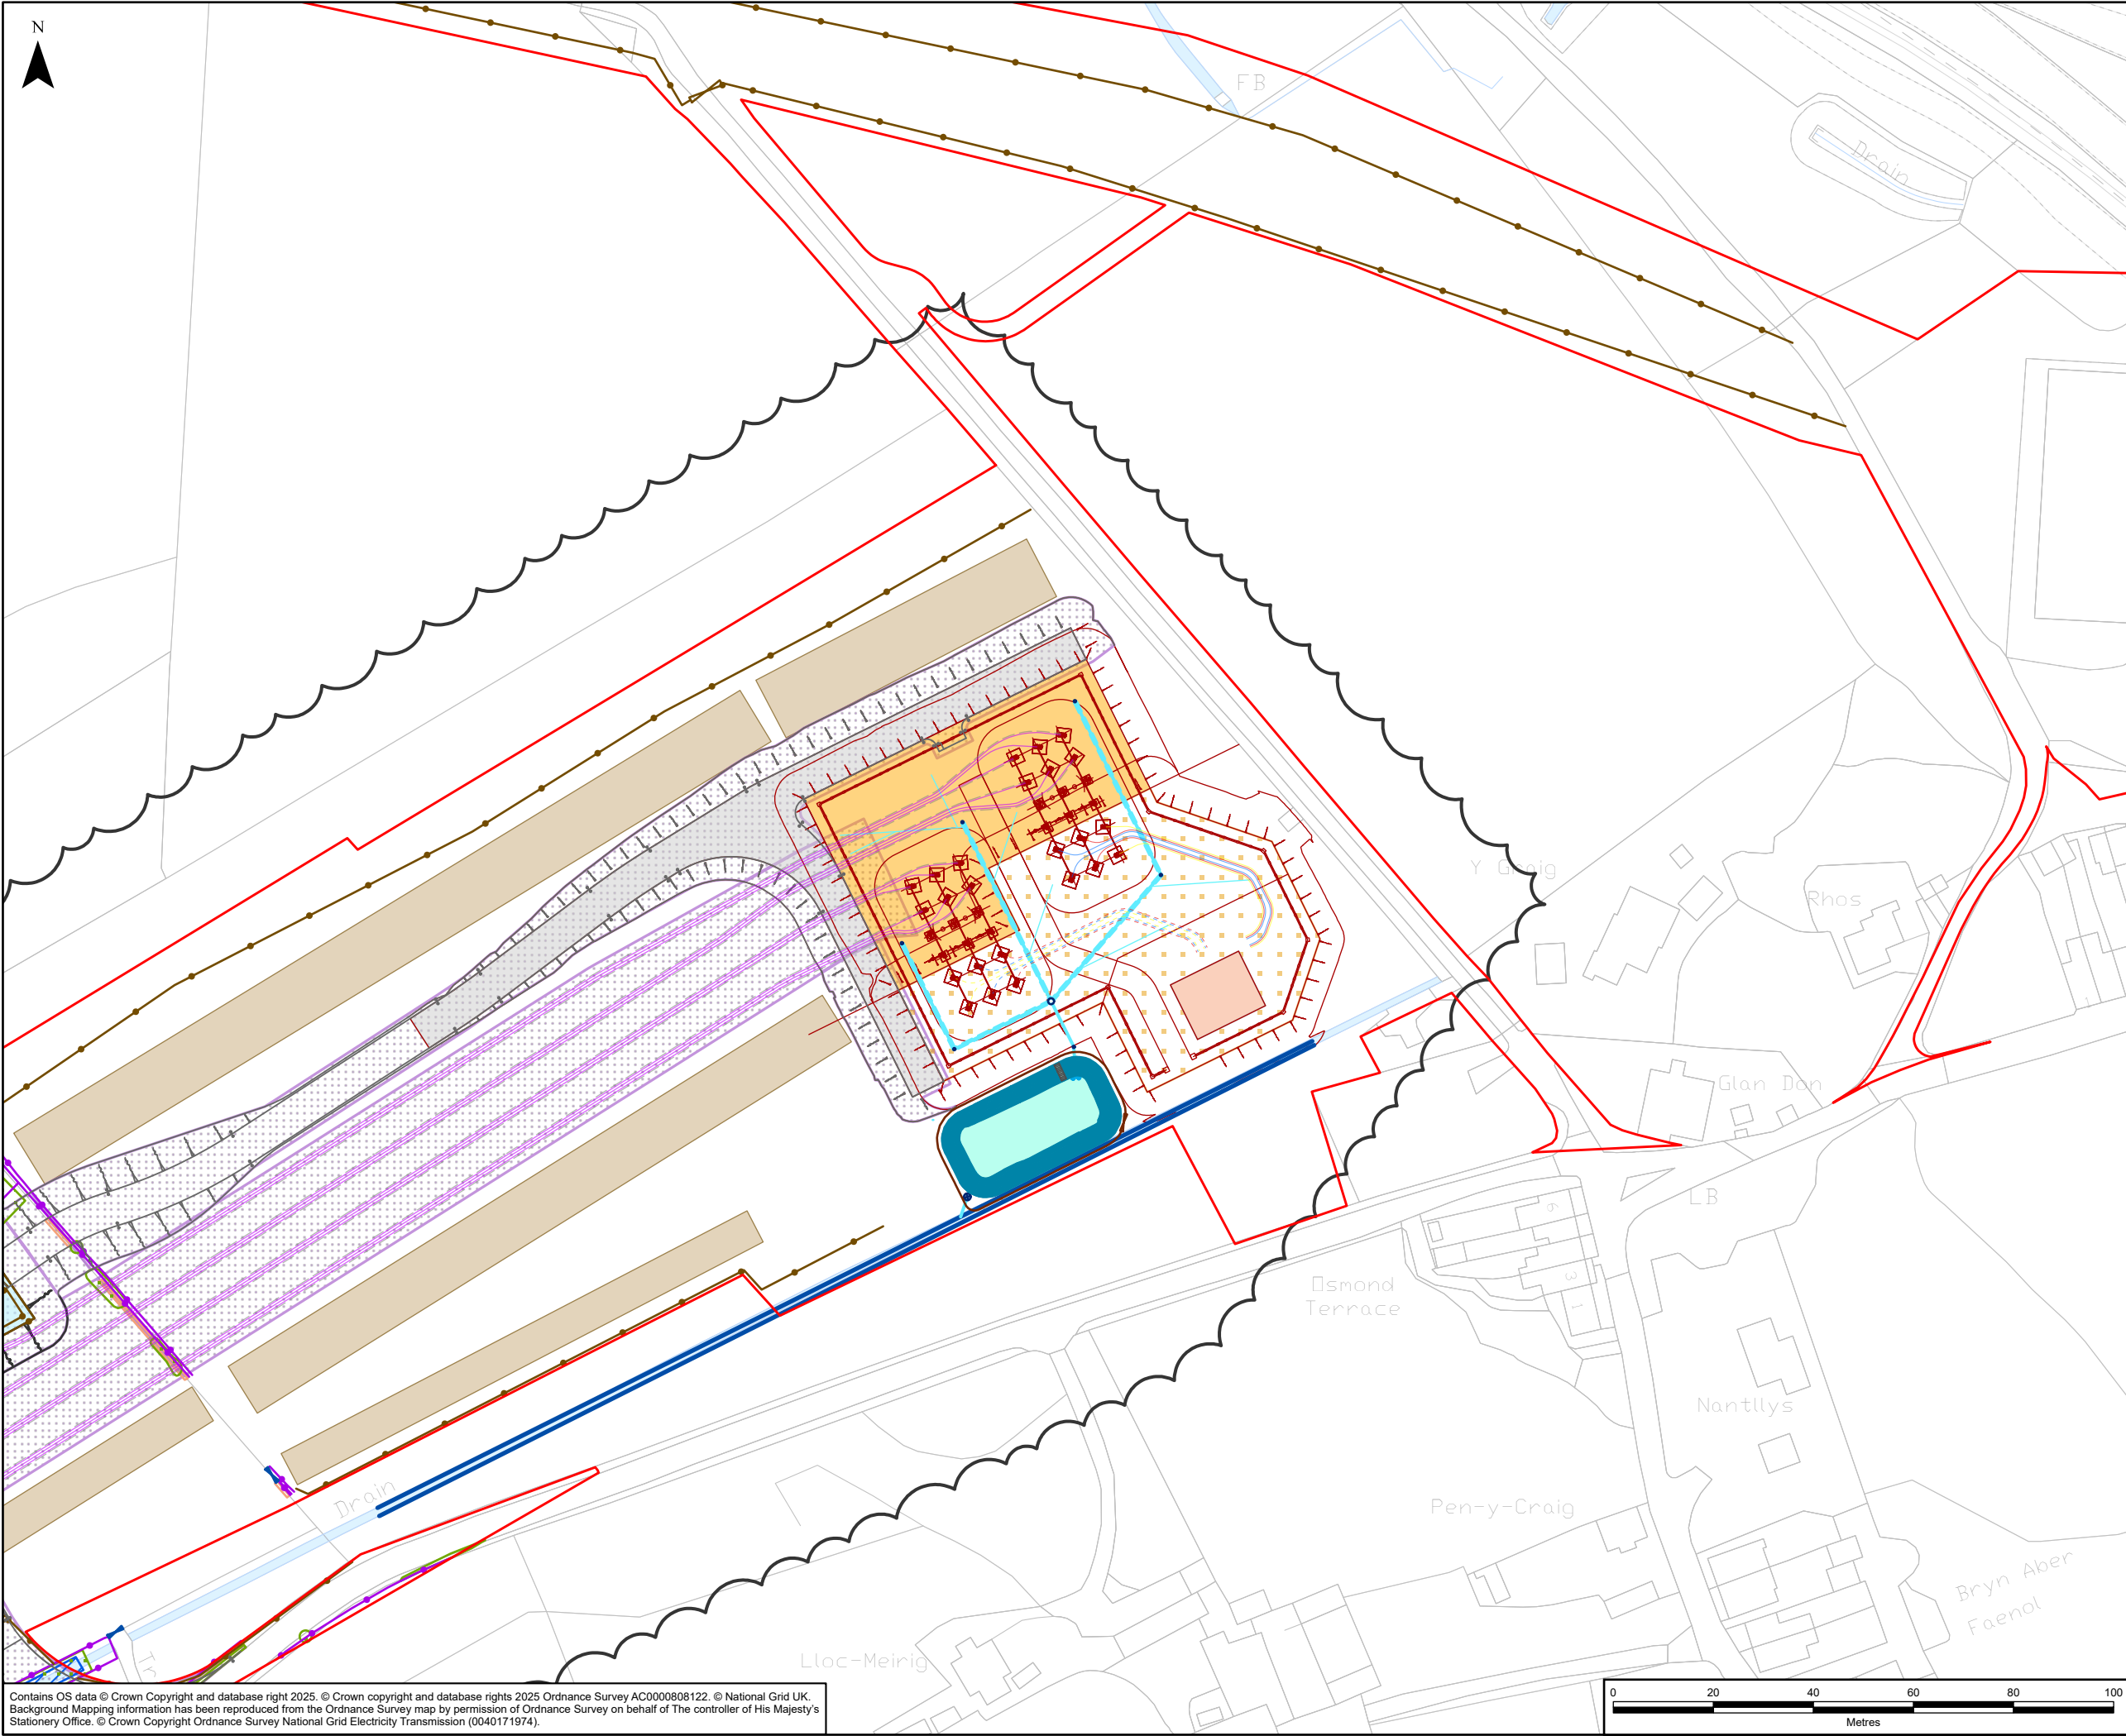 N
FB
Drain
Y Graig
Rhos
Glan Don
LB
6
3
1
Osmond
Terrace
Nantllys
Drain
Pen-y-Craig
Bryn Aber
Faenol
Lloc-Meirig
Tr
Contains OS data © Crown Copyright and database right 2025. © Crown copyright and database rights 2025 Ordnance Survey AC0000808122. © National Grid UK.
Background Mapping information has been reproduced from the Ordnance Survey map by permission of Ordnance Survey on behalf of The controller of His Majesty's
Stationery Office. © Crown Copyright Ordnance Survey National Grid Electricity Transmission (0040171974).
0 20 40 60 80 100
Metres